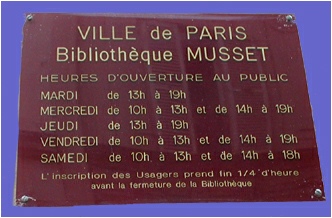 VILLE de PARIS
Bibliothèque MUSSET
HEURES D'OUVERTURE AU PUBLIC
MARDI de 13h à 19h
MERCREDI de 10h à 13h et de 14h à 19h
JEUDI de 13h à 19h
VENDREDI de 10h à 13h et de 14h à 19h
SAMEDI de 10h à 13h et de 14h à 18h
L'inscription des Usagers prend fin 1/4 d'heure
avant la fermeture de la Bibliothèque